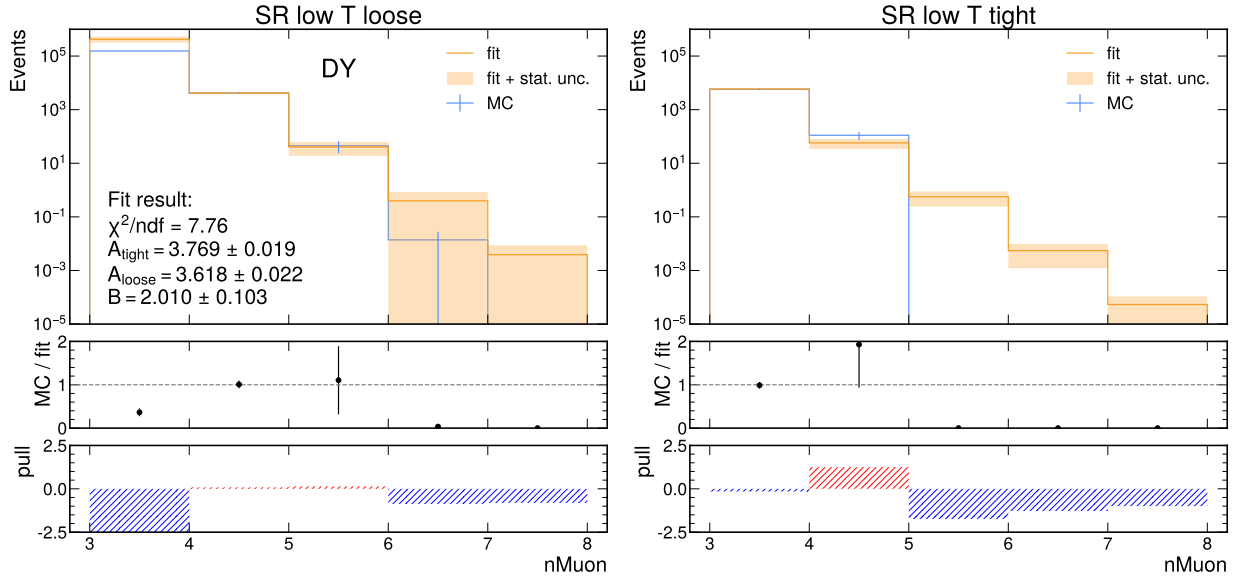 SR low T loose
Events
10⁵
10³
10¹
10⁻¹
10⁻³
10⁻⁵
DY
fit
fit + stat. unc.
MC
Fit result:
χ²/ndf = 7.76
A_tight = 3.769 ± 0.019
A_loose = 3.618 ± 0.022
B = 2.010 ± 0.103
MC / fit
2
1
0
pull
2.5
0.0
-2.5
3 4 5 6 7 8
nMuon
SR low T tight
Events
10⁵
10³
10¹
10⁻¹
10⁻³
10⁻⁵
fit
fit + stat. unc.
MC
MC / fit
2
1
0
pull
2.5
0.0
-2.5
3 4 5 6 7 8
nMuon